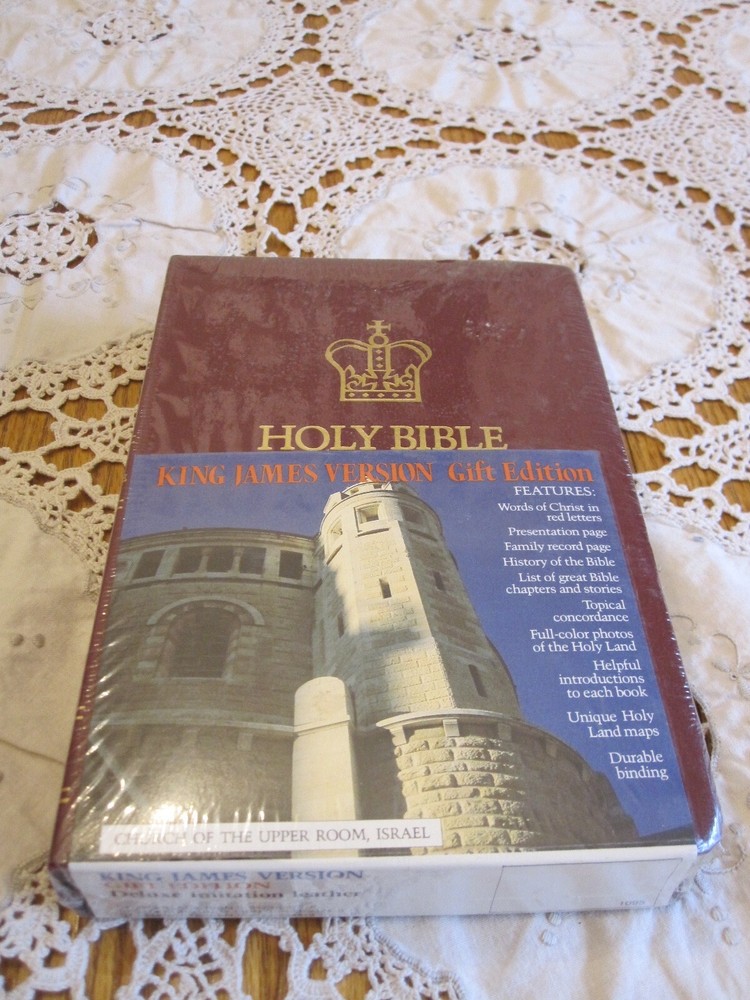 HOLY BIBLE
KING JAMES VERSION Gift Edition
FEATURES:
Words of Christ in
red letters
Presentation page
Family record page
History of the Bible
List of great Bible
chapters and stories
Topical
concordance
Full-color photos
of the Holy Land
Helpful
introductions
to each book
Unique Holy
Land maps
Durable
binding
CHURCH OF THE UPPER ROOM, ISRAEL
KING JAMES VERSION
GIFT EDITION
Deluxe imitation leather